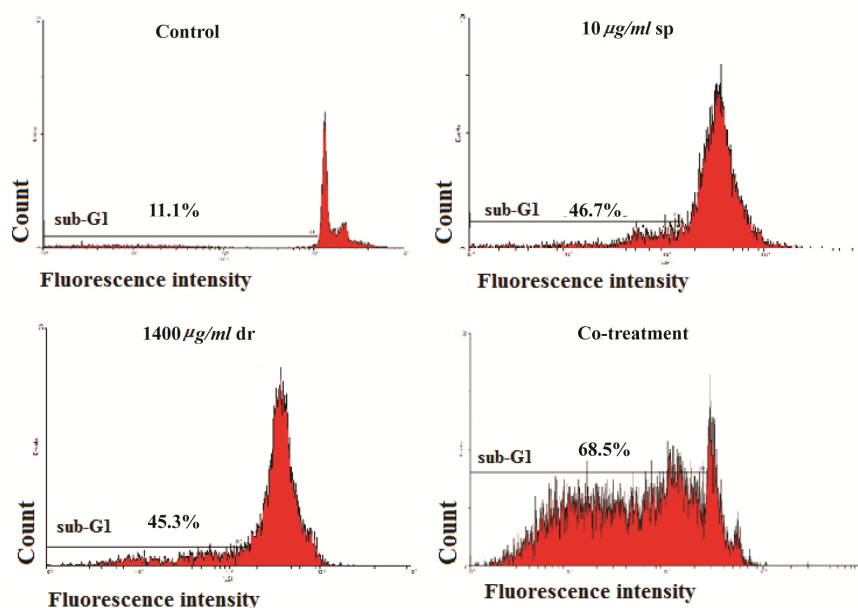 Control
Count
sub-G1
11.1%
Fluorescence intensity
10 µg/ml sp
Count
sub-G1
46.7%
Fluorescence intensity
1400 µg/ml dr
Count
sub-G1
45.3%
Fluorescence intensity
Co-treatment
Count
sub-G1
68.5%
Fluorescence intensity